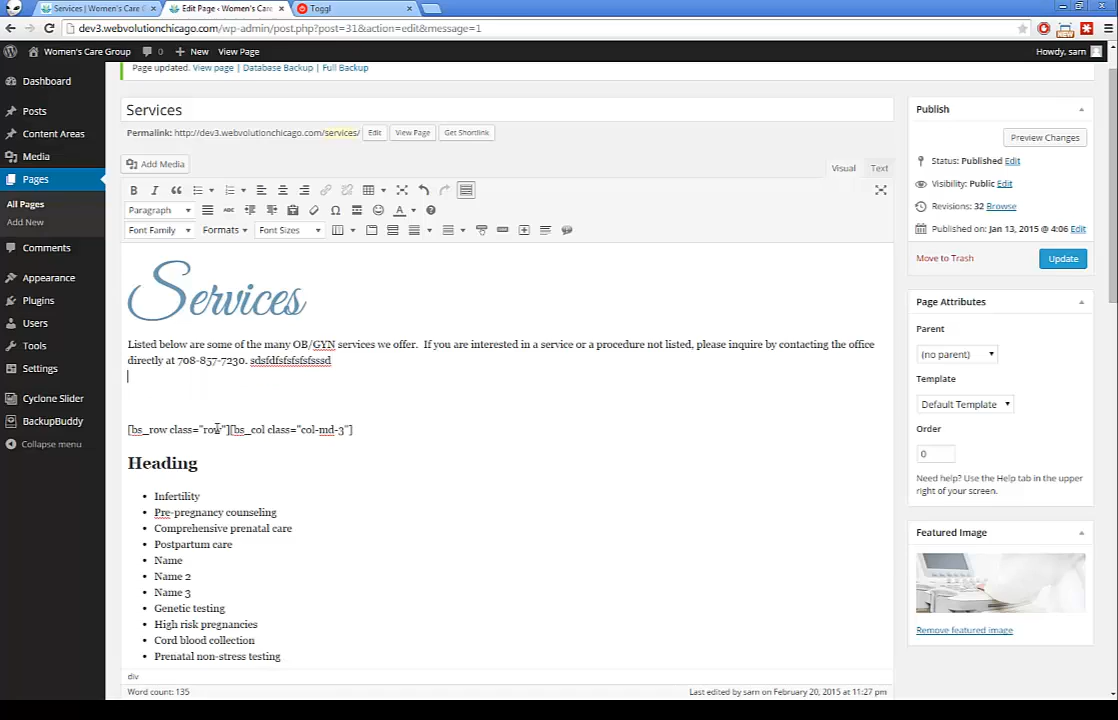 Services | Women's Care G
Edit Page ‹ Women's Care
Toggl
dev3.webvolutionchicago.com/wp-admin/post.php?post=31&action=edit&message=1
Women's Care Group 0 New View Page Howdy, sarn
Page updated. View page | Database Backup | Full Backup
Dashboard
Posts
Content Areas
Media
Pages
All Pages
Add New
Comments
Appearance
Plugins
Users
Tools
Settings
Cyclone Slider
BackupBuddy
Collapse menu
Services
Permalink: http://dev3.webvolutionchicago.com/services/ Edit View Page Get Shortlink
Add Media
Visual Text
Paragraph
Font Family Formats Font Sizes
Services
Listed below are some of the many OB/GYN services we offer. If you are interested in a service or a procedure not listed, please inquire by contacting the office
directly at 708-857-7230. sdsfdfsfsfsfsfsssd
[bs_row class="row"][bs_col class="col-md-3"]
Heading
• Infertility
• Pre-pregnancy counseling
• Comprehensive prenatal care
• Postpartum care
• Name
• Name 2
• Name 3
• Genetic testing
• High risk pregnancies
• Cord blood collection
• Prenatal non-stress testing
div
Word count: 135
Last edited by sarn on February 20, 2015 at 11:27 pm
Publish
Preview Changes
Status: Published Edit
Visibility: Public Edit
Revisions: 32 Browse
Published on: Jan 13, 2015 @ 4:06 Edit
Move to Trash Update
Page Attributes
Parent
(no parent)
Template
Default Template
Order
0
Need help? Use the Help tab in the upper
right of your screen.
Featured Image
Remove featured image